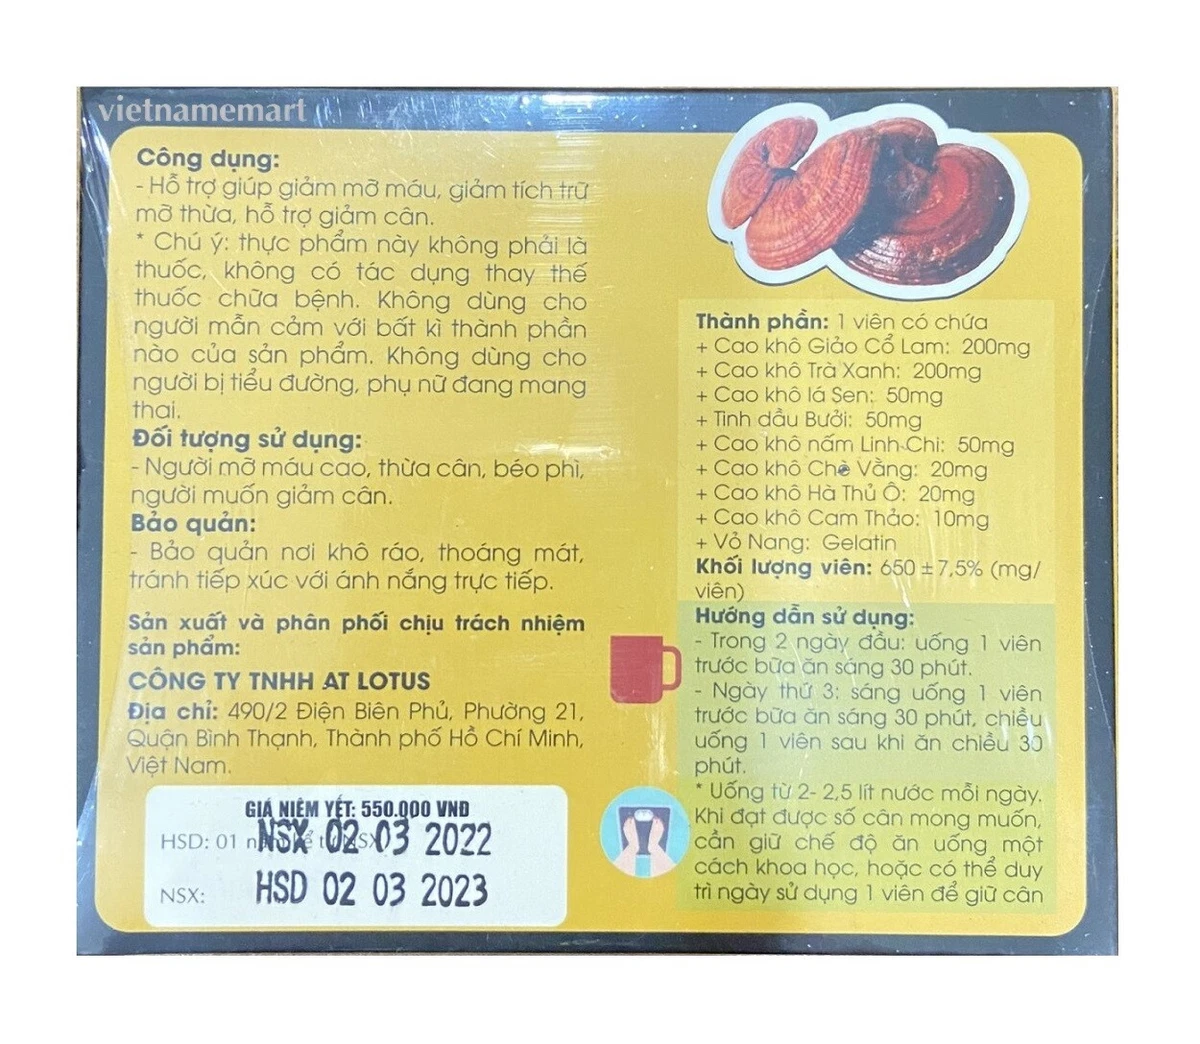 vietnamemart
Công dụng:
- Hỗ trợ giúp giảm mỡ máu, giảm tích trữ
mỡ thừa, hỗ trợ giảm cân.
* Chú ý: thực phẩm này không phải là
thuốc, không có tác dụng thay thế
thuốc chữa bệnh. Không dùng cho
người mẫn cảm với bất kì thành phần
nào của sản phẩm. Không dùng cho
người bị tiểu đường, phụ nữ đang mang
thai.
Đối tượng sử dụng:
- Người mỡ máu cao, thừa cân, béo phì,
người muốn giảm cân.
Bảo quản:
- Bảo quản nơi khô ráo, thoáng mát,
tránh tiếp xúc với ánh nắng trực tiếp.
Sản xuất và phân phối chịu trách nhiệm
sản phẩm:
CÔNG TY TNHH AT LOTUS
Địa chỉ: 490/2 Điện Biên Phủ, Phường 21,
Quận Bình Thạnh, Thành phố Hồ Chí Minh,
Việt Nam.
GIÁ NIÊM YẾT: 550.000 VNĐ
HSD: 01
NSX 02 03 2022
NSX:
HSD 02 03 2023
Thành phần: 1 viên có chứa
+ Cao khô Giảo Cổ Lam: 200mg
+ Cao khô Trà Xanh: 200mg
+ Cao khô lá Sen: 50mg
+ Tinh dầu Bưởi: 50mg
+ Cao khô nấm Linh Chi: 50mg
+ Cao khô Chè Vằng: 20mg
+ Cao khô Hà Thủ Ô: 20mg
+ Cao khô Cam Thảo: 10mg
+ Vỏ Nang: Gelatin
Khối lượng viên: 650 ± 7,5% (mg/
viên)
Hướng dẫn sử dụng:
- Trong 2 ngày đầu: uống 1 viên
trước bữa ăn sáng 30 phút.
- Ngày thứ 3: sáng uống 1 viên
trước bữa ăn sáng 30 phút, chiều
uống 1 viên sau khi ăn chiều 30
phút.
* Uống từ 2- 2,5 lít nước mỗi ngày.
Khi đạt được số cân mong muốn,
cần giữ chế độ ăn uống một
cách khoa học, hoặc có thể duy
trì ngày sử dụng 1 viên để giữ cân